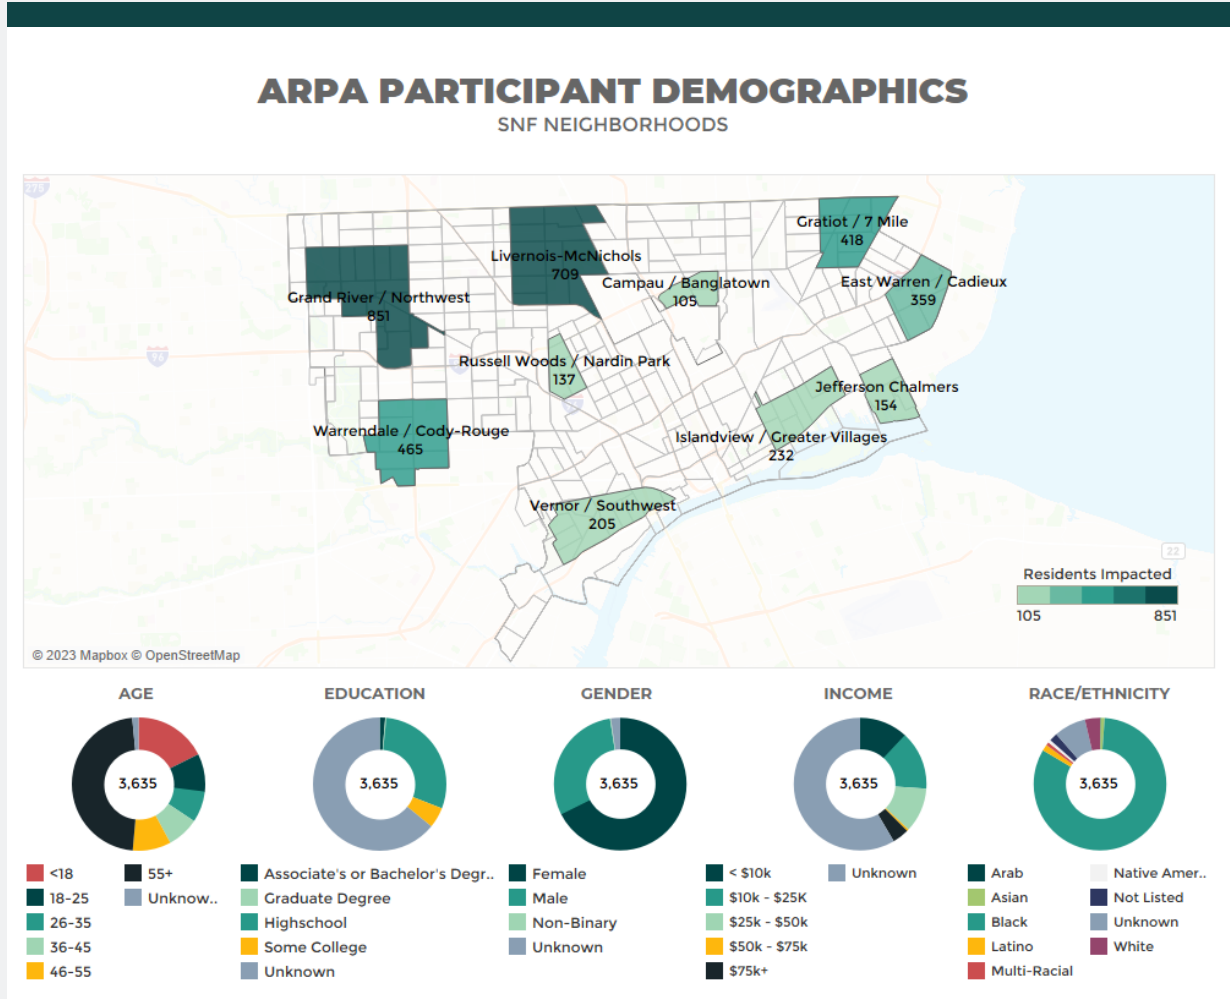 ARPA PARTICIPANT DEMOGRAPHICS
SNF NEIGHBORHOODS
275
Gratiot / 7 Mile
418
Livernois-McNichols
709
Campau / Banglatown
105
East Warren / Cadieux
359
Grand River / Northwest
851
96
Russell Woods / Nardin Park
137
Jefferson Chalmers
154
Warrendale / Cody-Rouge
465
Islandview / Greater Villages
232
Vernor / Southwest
205
22
Residents Impacted
105 851
© 2023 Mapbox © OpenStreetMap
AGE
3,635
<18
18-25
26-35
36-45
46-55
55+
Unknow..
EDUCATION
3,635
Associate's or Bachelor's Degr..
Graduate Degree
Highschool
Some College
Unknown
GENDER
3,635
Female
Male
Non-Binary
Unknown
INCOME
3,635
< $10k
$10k - $25K
$25k - $50k
$50k - $75k
$75k+
Unknown
RACE/ETHNICITY
3,635
Arab
Asian
Black
Latino
Multi-Racial
Native Amer..
Not Listed
Unknown
White